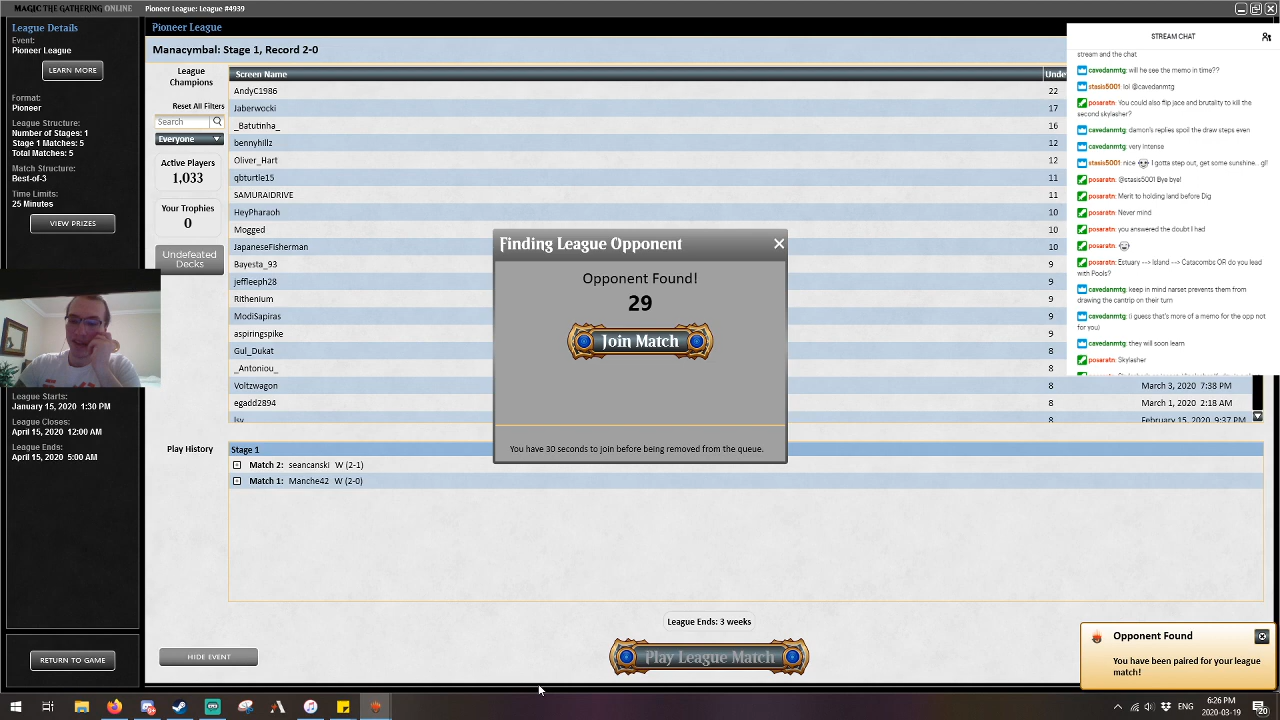 MAGIC THE GATHERING ONLINE
Pioneer League: League #4939
League Details
Event:
Pioneer League
LEARN MORE
Format:
Pioneer
League Structure:
Number of Stages: 1
Stage 1 Matches: 5
Total Matches: 5
Match Structure:
Best-of-3
Time Limits:
25 Minutes
VIEW PRIZES
League Starts:
January 15, 2020 1:30 PM
League Closes:
April 15, 2020 12:00 AM
League Ends:
April 15, 2020 5:00 AM
RETURN TO GAME
Pioneer League
Manacymbal: Stage 1, Record 2-0
League Champions
Reset All Filters
Search
Everyone
Active Players
1,033
Your Trophies
0
Undefeated Decks
Screen Name Unde
AndyC1986 22
Jaberwocki 17
_Batutinha_ 16
bennyhillz 12
Oliver_Hart 12
qbturtle15 11
SAMURAIDRIVE 11
HeyPharaoh 10
Mogged 10
JapaneseFisherman 10
Bayesta_93 9
jeffleeph28 9
Rithenium 9
ModiSapiras 9
aspiringspike 9
Gul_Dukat 8
_Antoniou_ 8
Voltzwagon 8 March 3, 2020 7:38 PM
egadd2894 8 March 1, 2020 2:18 AM
lsv 8 February 15, 2020 9:37 PM
Finding League Opponent
Opponent Found!
29
Join Match
You have 30 seconds to join before being removed from the queue.
Play History
Stage 1
Match 2: seancanski W (2-1)
Match 1: Manche42 W (2-0)
League Ends: 3 weeks
HIDE EVENT
Play League Match
STREAM CHAT
stream and the chat
cavedanmtg: will he see the memo in time??
stasis5001: lol @cavedanmtg
posaratn: You could also flip jace and brutality to kill the
second skylasher?
cavedanmtg: damon's replies spoil the draw steps even
cavedanmtg: very intense
stasis5001: nice I gotta step out, get some sunshine.. gl!
posaratn: @stasis5001 Bye bye!
posaratn: Merit to holding land before Dig
posaratn: Never mind
posaratn: you answered the doubt I had
posaratn:
posaratn: Estuary --> Island --> Catacombs OR do you lead
with Pools?
cavedanmtg: keep in mind narset prevents them from
drawing the cantrip on their turn
cavedanmtg: (i guess that's more of a memo for the opp not
for you)
cavedanmtg: they will soon learn
posaratn: Skylasher
Opponent Found
You have been paired for your league
match!
ENG
6:26 PM
2020-03-19
20